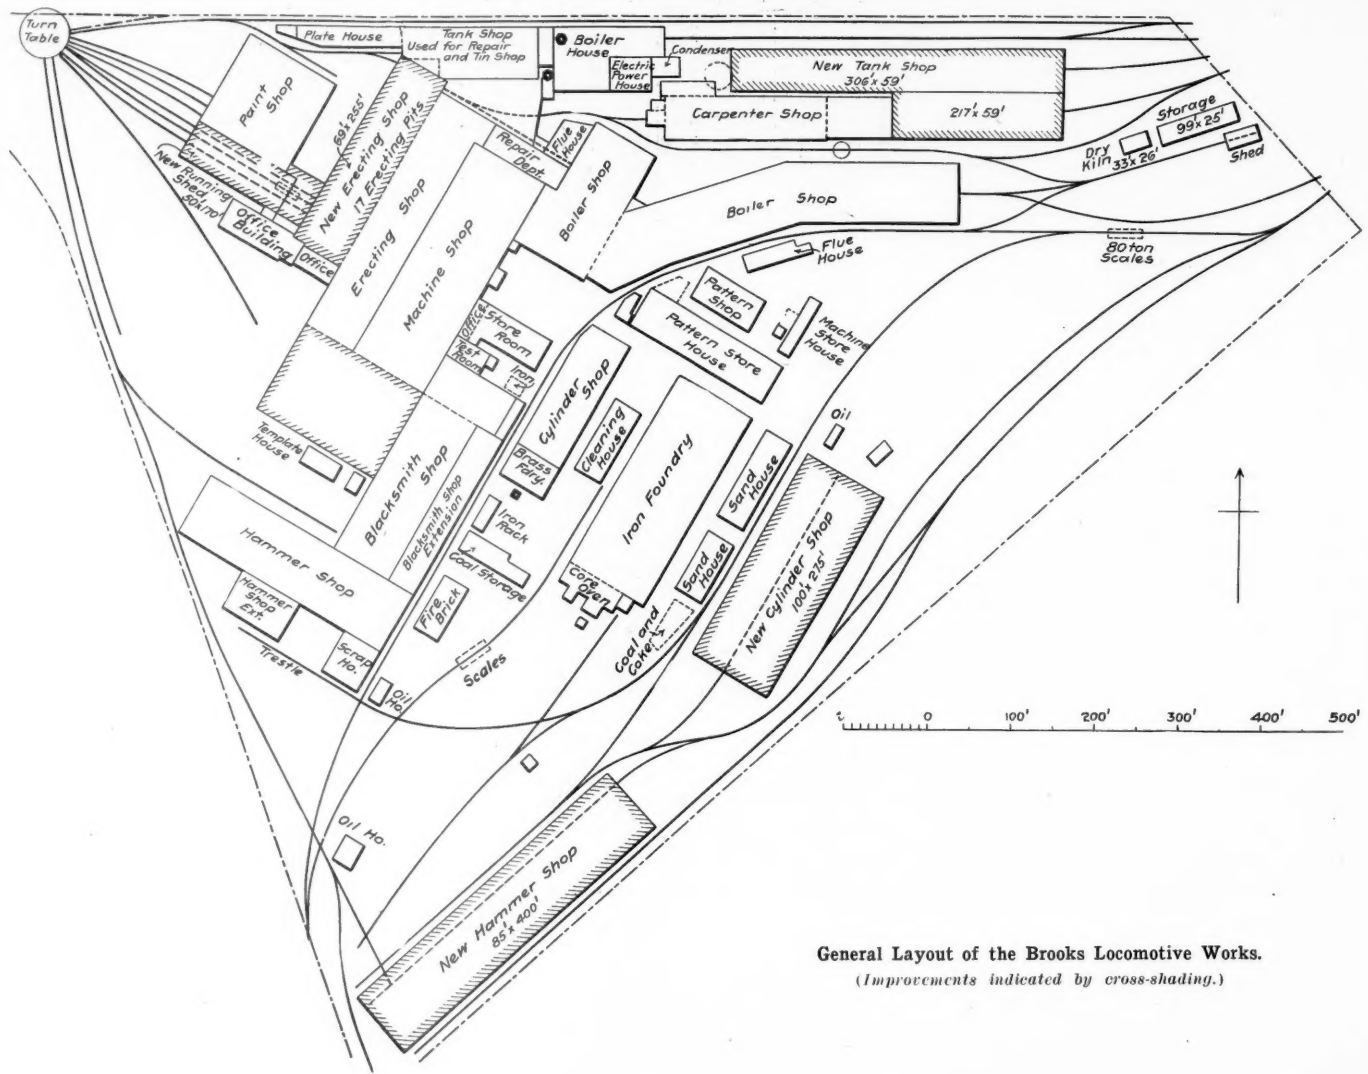 Turn
Table
Plate House
Tank Shop
Used for Repair
and Tin Shop
Boiler
House
Condenser
Electric
Power
House
New Tank Shop
306' x 59'
217' x 59'
Carpenter Shop
Storage
99' x 25'
Dry
Kiln
33' x 26'
Shed
Paint
Shop
69' x 265'
New Erecting Shop
17 Erecting Pits
New Running
Shed
50' x 170'
Office
Building
Office
Repair
Dept.
Flue
House
Boiler Shop
Boiler Shop
Erecting Shop
Machine Shop
Flue
House
80 ton
Scales
Pattern
Shop
Pattern Store
House
Machine
Store
House
Office
Store
Room
Test
Room
Iron
Cylinder Shop
Cleaning
House
Brass
Fdry.
Iron Foundry
Oil
Sand
House
Sand
House
New Cylinder Shop
100' x 275'
Template
House
Blacksmith
Shop
Blacksmith Shop
Extension
Iron
Rack
Coal Storage
Core
Oven
Coal and
Coke
Hammer Shop
Hammer
Shop
Ext.
Fire
Brick
Scrap
Ho.
Trestle
Oil
Ho.
Scales
Oil Ho.
New Hammer Shop
85' x 400'
0 100' 200' 300' 400' 500'
General Layout of the Brooks Locomotive Works.
(Improvements indicated by cross-shading.)